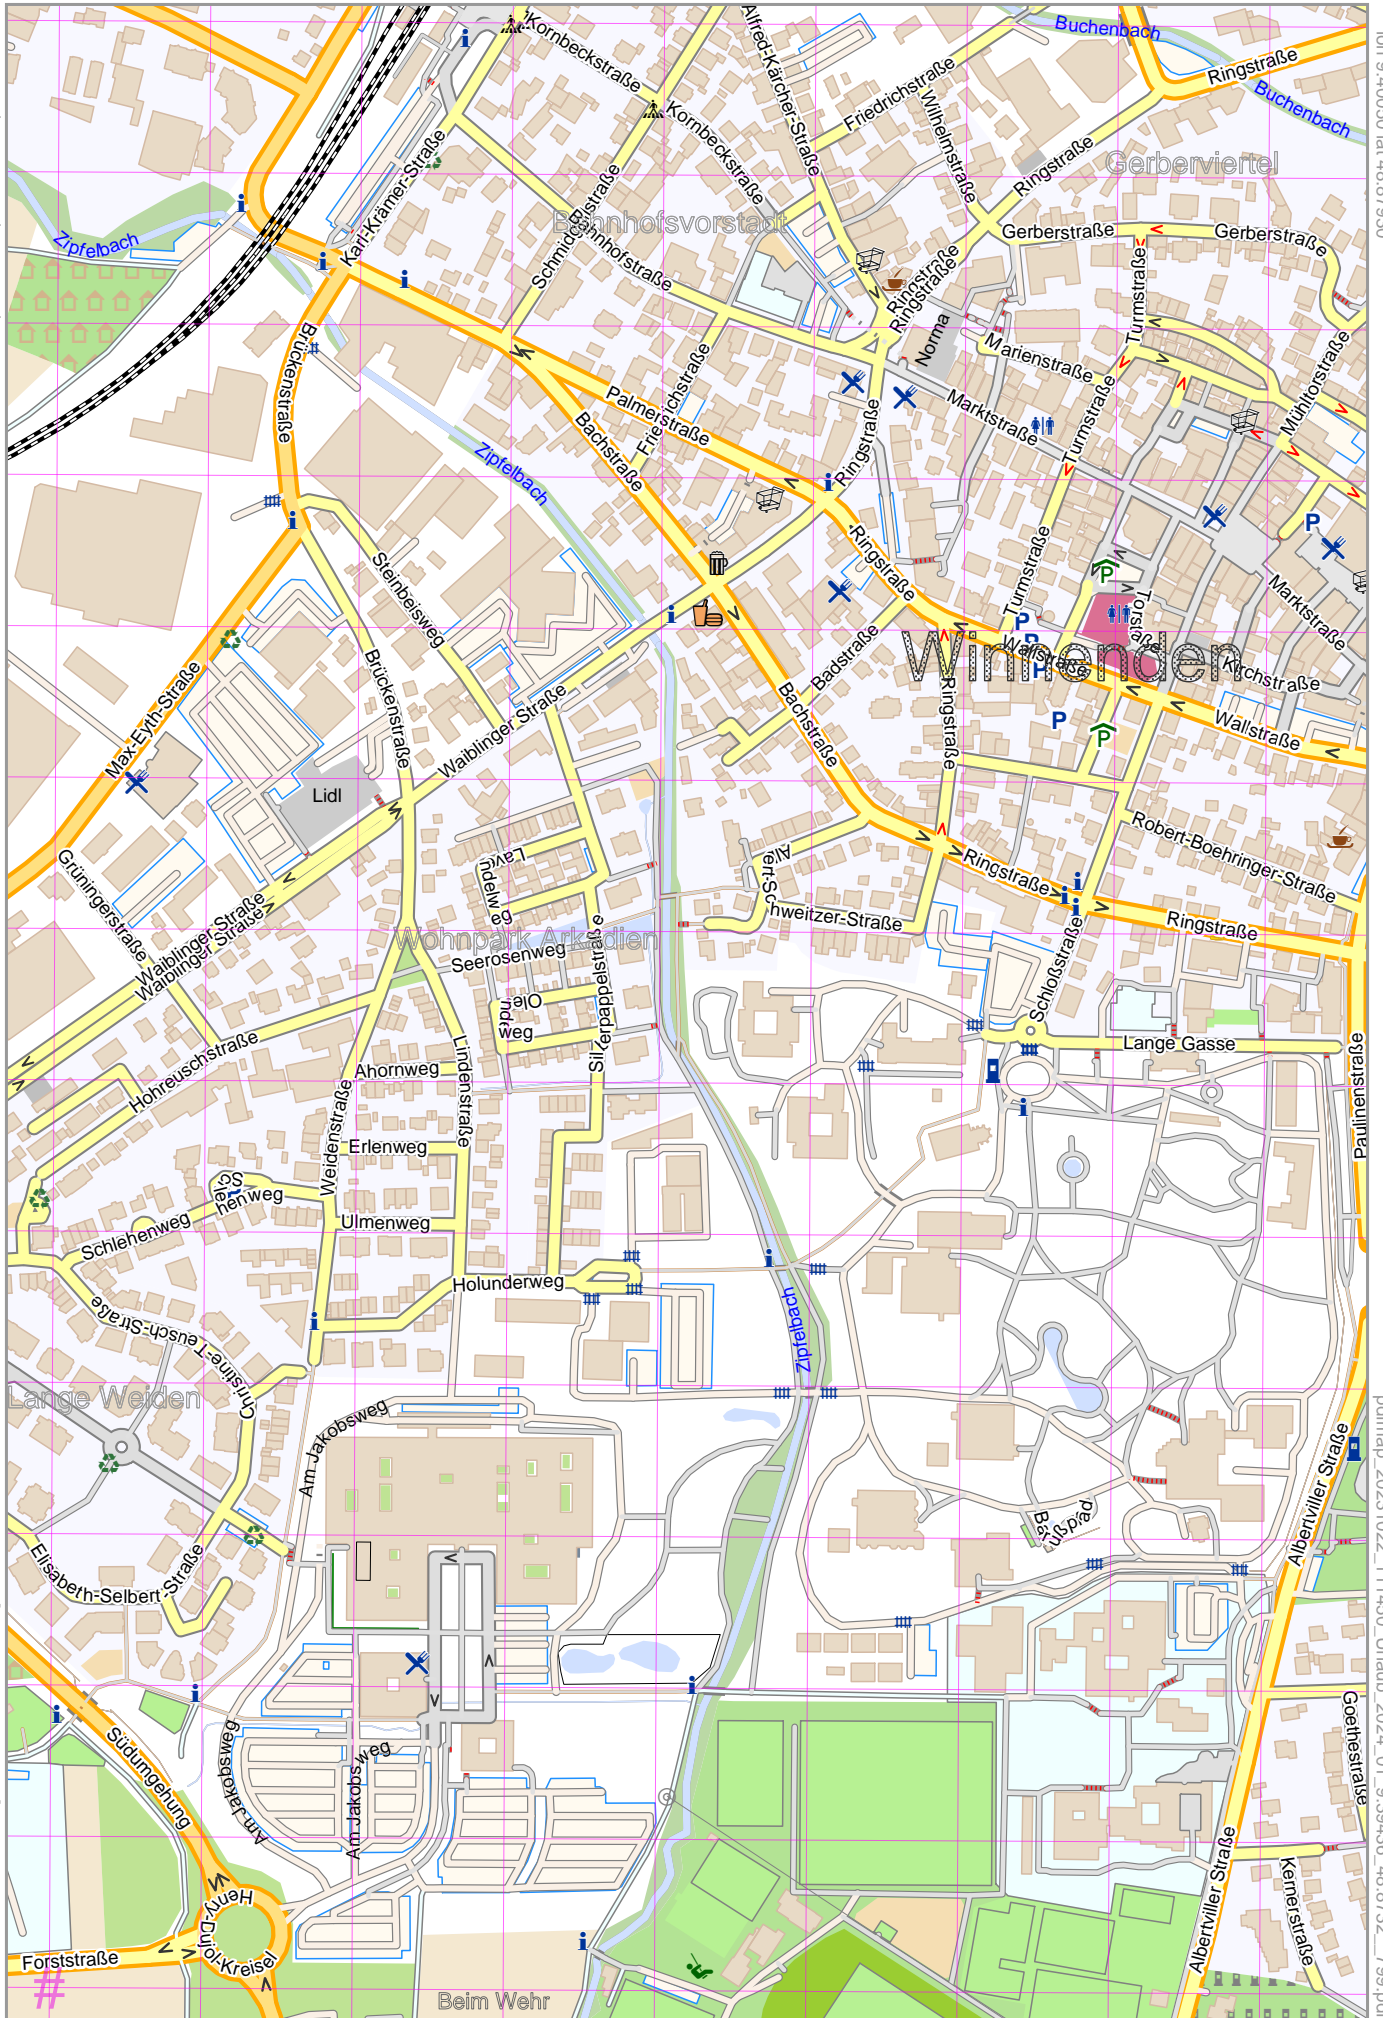 Buchenbach
Ringstraße
Buchenbach
Kornbeckstraße
Alfred-Kärcher-Straße
Friedrichstraße
Wilhelmstraße
Kornbeckstraße
Ringstraße
Gerberviertel
Karl-Krämer-Straße
Schmidgallstraße
Bahnhofsvorstadt
Bahnhofstraße
Zipfelbach
Gerberstraße
Gerberstraße
Ringstraße
Ringstraße
Turmstraße
Norma
Marienstraße
Mühltorstraße
Brückenstraße
Friedrichstraße
Palmerstraße
Marktstraße
Turmstraße
Bachstraße
Ringstraße
Zipfelbach
Steinbeisweg
Ringstraße
Turmstraße
Torstraße
Marktstraße
P
P
P
P
P
P
P
Winnenden
Wallstraße
Kirchstraße
Brückenstraße
Badstraße
Max-Eyth-Straße
Waiblinger Straße
Bachstraße
Ringstraße
Wallstraße
Lidl
Robert-Boehringer-Straße
Grüningerstraße
Lavendelweg
Albert-Schweitzer-Straße
Ringstraße
Ringstraße
Waiblinger-Straße
Waiblinger Straße
Wohnpark Arkadien
Seerosenweg
Silberpappelstraße
Schloßstraße
Oleanderweg
Hohreuschstraße
Ahornweg
Lindenstraße
Lange Gasse
Paulinenstraße
Weidenstraße
Erlenweg
Schlehenweg
Schlehenweg
Ulmenweg
Holunderweg
Zipfelbach
Christine-Teusch-Straße
Lange Weiden
Am Jakobsweg
Albertviller Straße
Elisabeth-Selbert-Straße
Südumgehung
Am Jakobsweg
Am Jakobsweg
Goethestraße
Albertviller Straße
Kernerstraße
Henry-Dujol-Kreisel
Forststraße
#
Beim Wehr